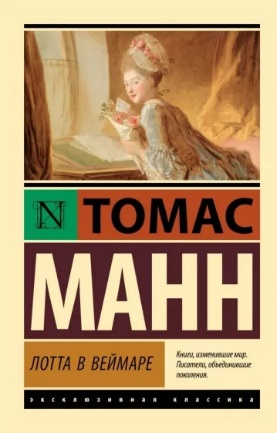 N
ТОМАС
МАНН
ЛОТТА В ВЕЙМАРЕ
Книги, изменившие мир.
Писатели, объединившие
поколения.
эксклюзивная классика